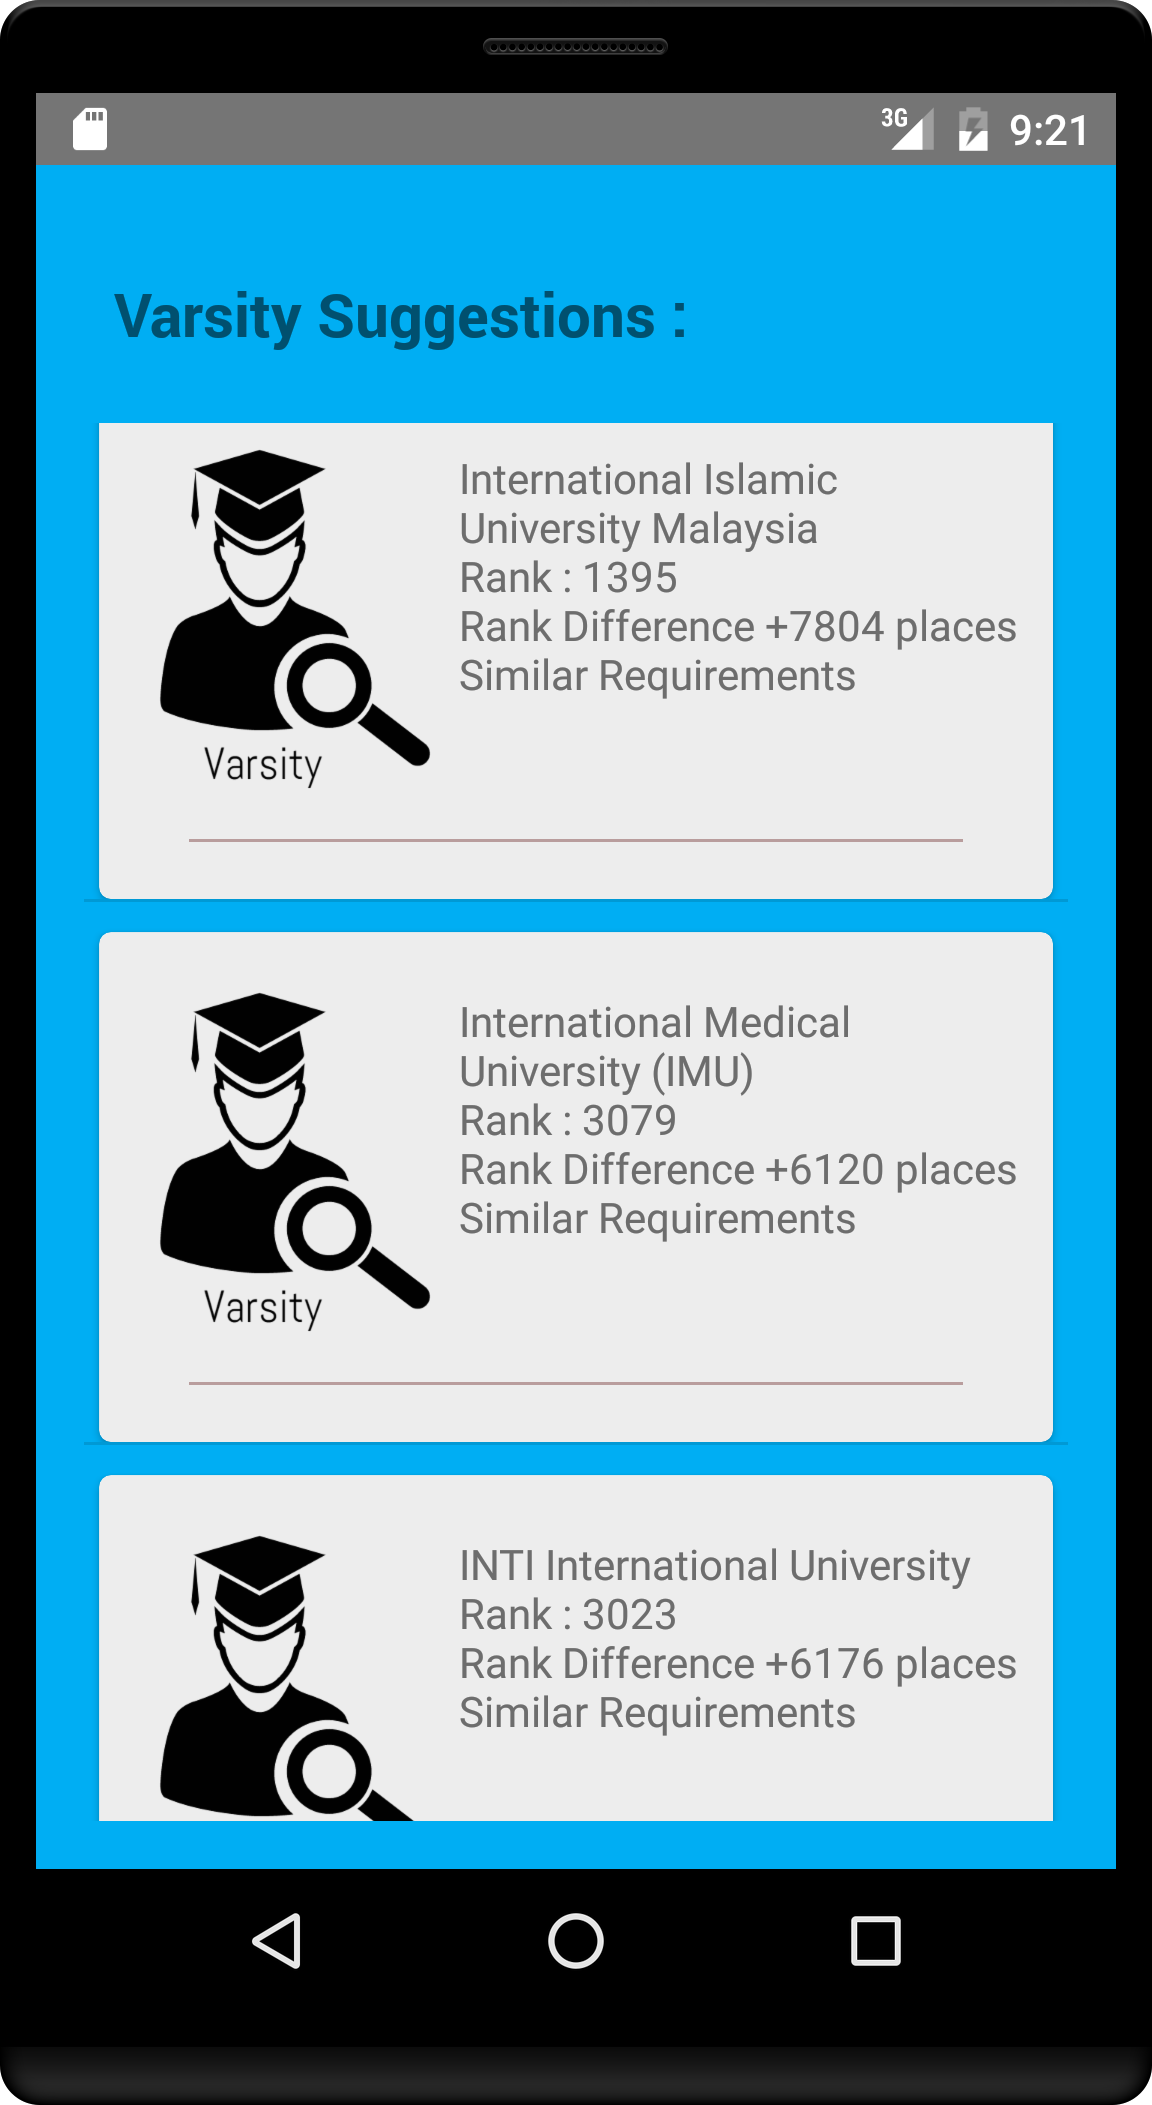 3G 9:21
Varsity Suggestions :
International Islamic
University Malaysia
Rank : 1395
Rank Difference +7804 places
Similar Requirements
Varsity
International Medical
University (IMU)
Rank : 3079
Rank Difference +6120 places
Similar Requirements
Varsity
INTI International University
Rank : 3023
Rank Difference +6176 places
Similar Requirements